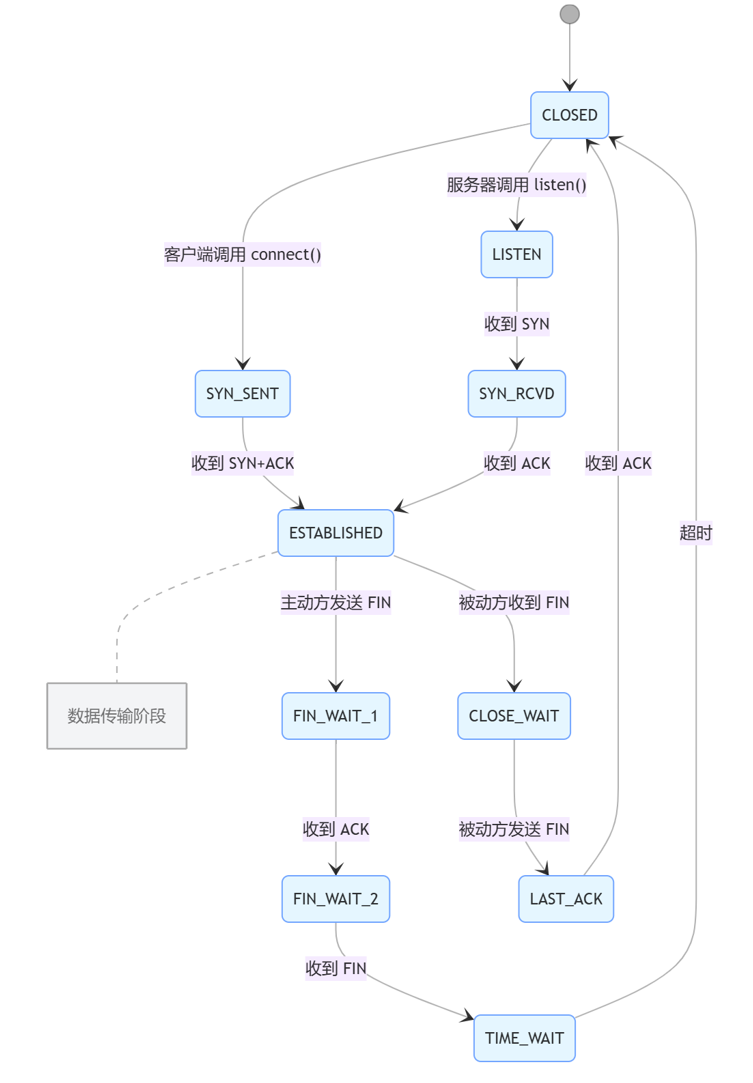 CLOSED
服务器调用 listen()
客户端调用 connect()
LISTEN
收到 SYN
SYN_SENT
SYN_RCVD
收到 SYN+ACK
收到 ACK
收到 ACK
ESTABLISHED
超时
主动方发送 FIN
被动方收到 FIN
数据传输阶段
FIN_WAIT_1
CLOSE_WAIT
收到 ACK
被动方发送 FIN
FIN_WAIT_2
LAST_ACK
收到 FIN
TIME_WAIT